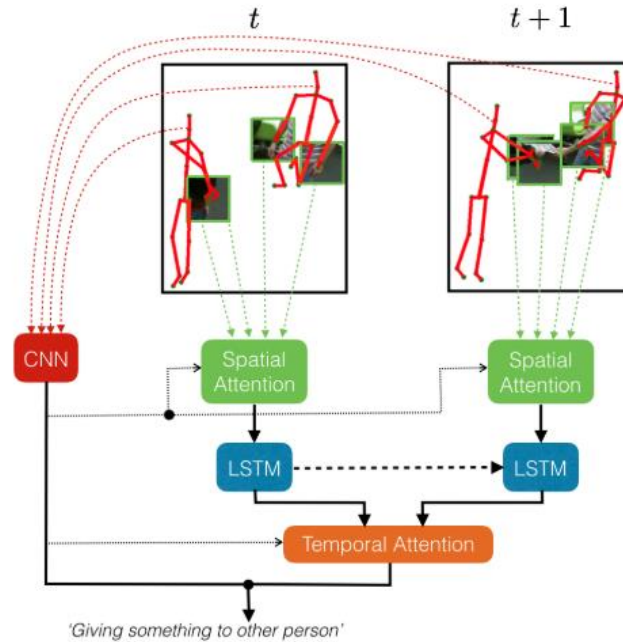 t
t + 1
CNN
Spatial
Attention
Spatial
Attention
LSTM
LSTM
Temporal Attention
'Giving something to other person'